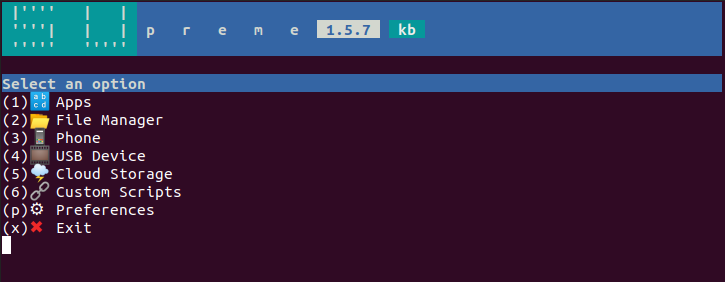 p r e m e 1.5.7 kb
Select an option
(1) Apps
(2) File Manager
(3) Phone
(4) USB Device
(5) Cloud Storage
(6) Custom Scripts
(p) Preferences
(x) Exit